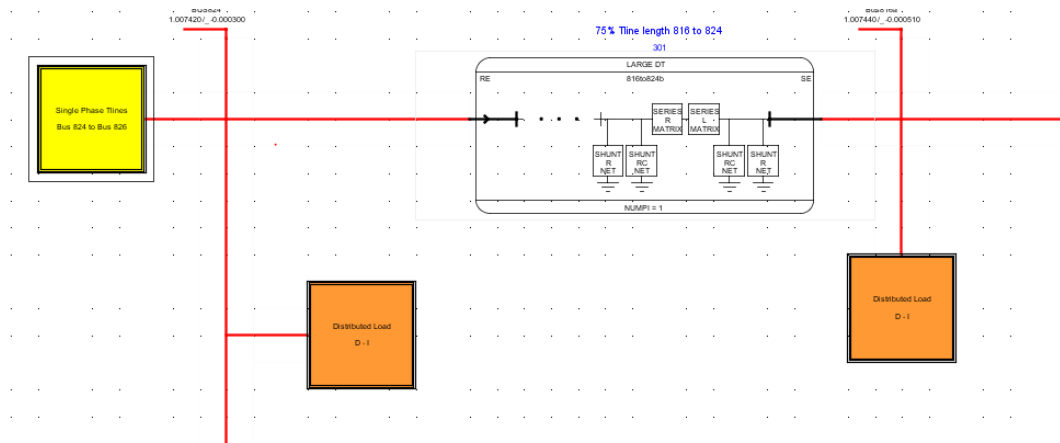 BUS824
1.007420/_-0.000300
1.007440/_-0.000510
75% Tline length 816 to 824
301
LARGE DT
RE
816to824b
SE
SERIES
R
MATRIX
SERIES
L
MATRIX
SHUNT
R
NET
SHUNT
RC
NET
SHUNT
RC
NET
SHUNT
R
NET
NUMPI = 1
Single Phase Tlines
Bus 824 to Bus 826
Distributed Load
D - I
Distributed Load
D - I